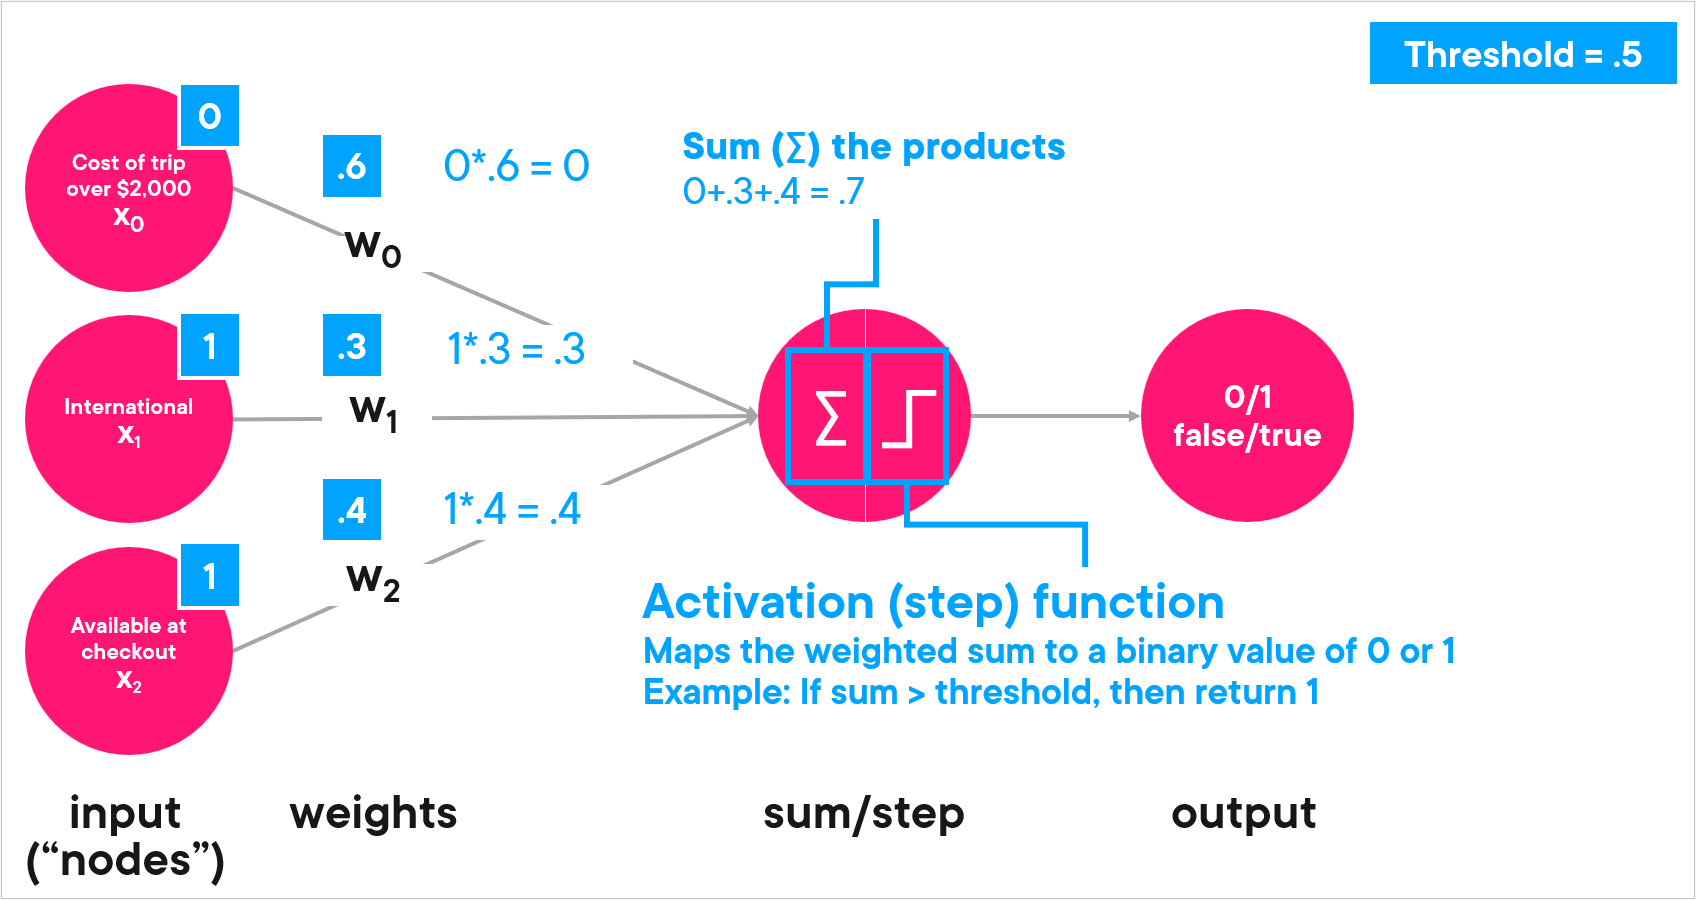 Threshold = .5
0
Cost of trip
over $2,000
x0
.6
0*.6 = 0
w0
Sum (∑) the products
0+.3+.4 = .7
1
International
x1
.3
1*.3 = .3
w1
∑
0/1
false/true
1
Available at
checkout
x2
.4
1*.4 = .4
w2
Activation (step) function
Maps the weighted sum to a binary value of 0 or 1
Example: If sum > threshold, then return 1
input
(“nodes”)
weights
sum/step
output